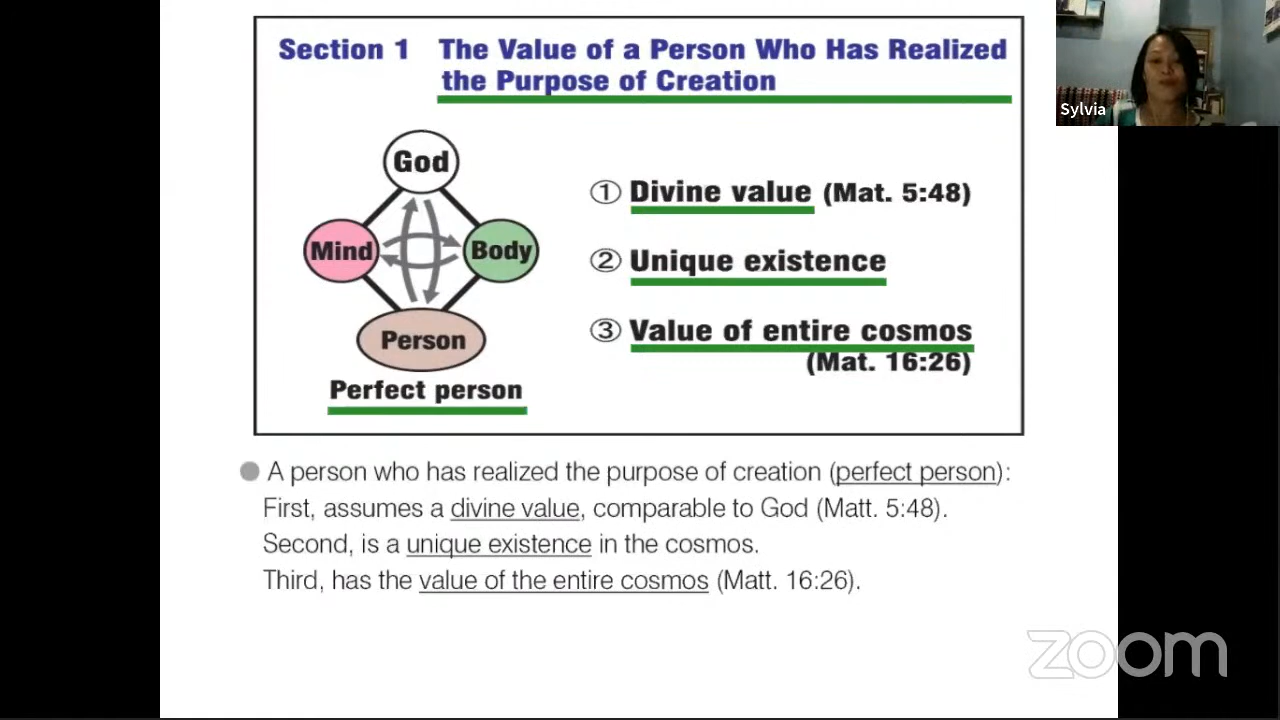 Section 1 The Value of a Person Who Has Realized
the Purpose of Creation
God
Mind
Body
Person
Perfect person
① Divine value (Mat. 5:48)
② Unique existence
③ Value of entire cosmos
(Mat. 16:26)
A person who has realized the purpose of creation (perfect person):
First, assumes a divine value, comparable to God (Matt. 5:48).
Second, is a unique existence in the cosmos.
Third, has the value of the entire cosmos (Matt. 16:26).
Sylvia
zoom